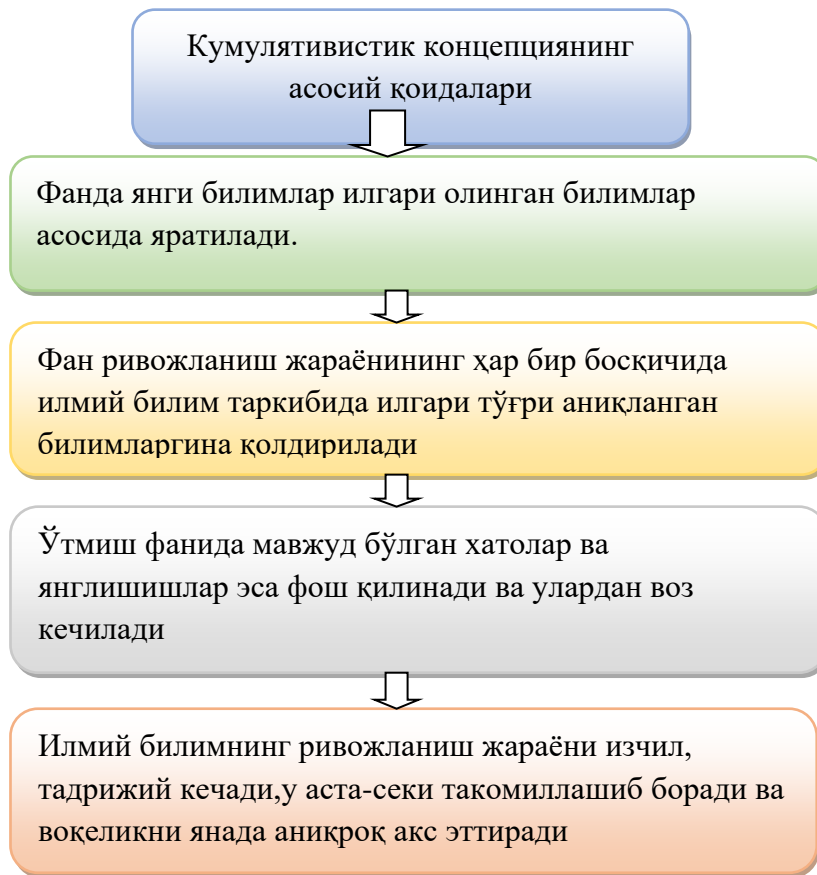 Кумулятивистик концепциянинг
асосий қоидалари
Фанда янги билимлар илгари олинган билимлар
асосида яратилади.
Фан ривожланиш жараёнининг ҳар бир босқичида
илмий билим таркибида илгари тўғри аниқланган
билимларгина қолдирилади
Ўтмиш фанида мавжуд бўлган хатолар ва
янглишишлар эса фош қилинади ва улардан воз
кечилади
Илмий билимнинг ривожланиш жараёни изчил,
тадрижий кечади,у аста-секи такомиллашиб боради ва
воқеликни янада аниқроқ акс эттиради